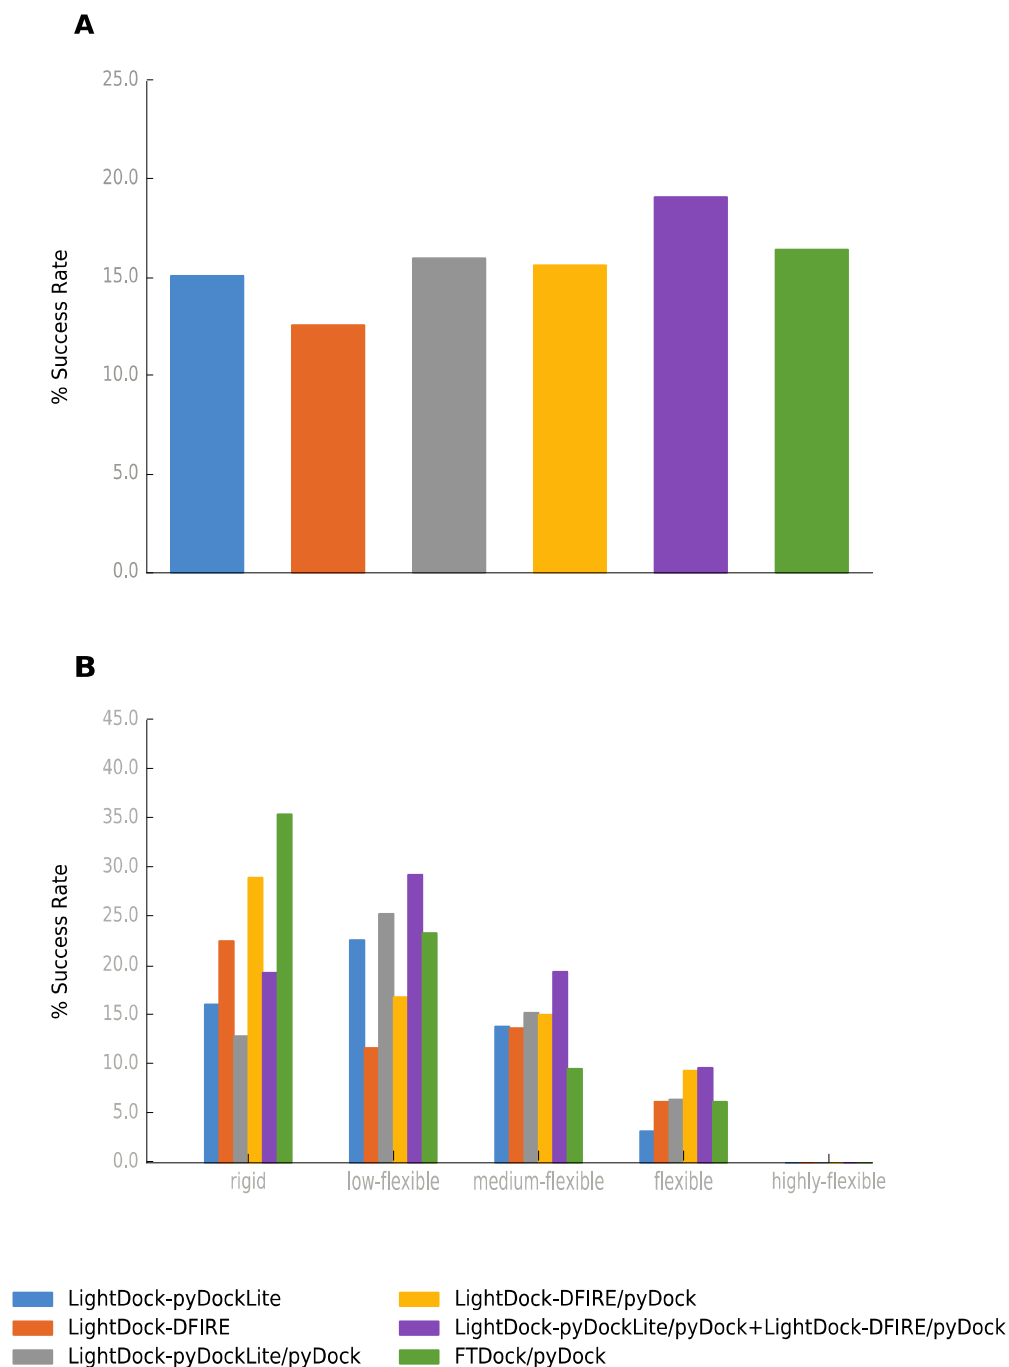 A
25.0
20.0
15.0
10.0
5.0
0.0
% Success Rate
B
45.0
40.0
35.0
30.0
25.0
20.0
15.0
10.0
5.0
0.0
% Success Rate
rigid low-flexible medium-flexible flexible highly-flexible
LightDock-pyDockLite
LightDock-DFIRE
LightDock-pyDockLite/pyDock
LightDock-DFIRE/pyDock
LightDock-pyDockLite/pyDock+LightDock-DFIRE/pyDock
FTDock/pyDock